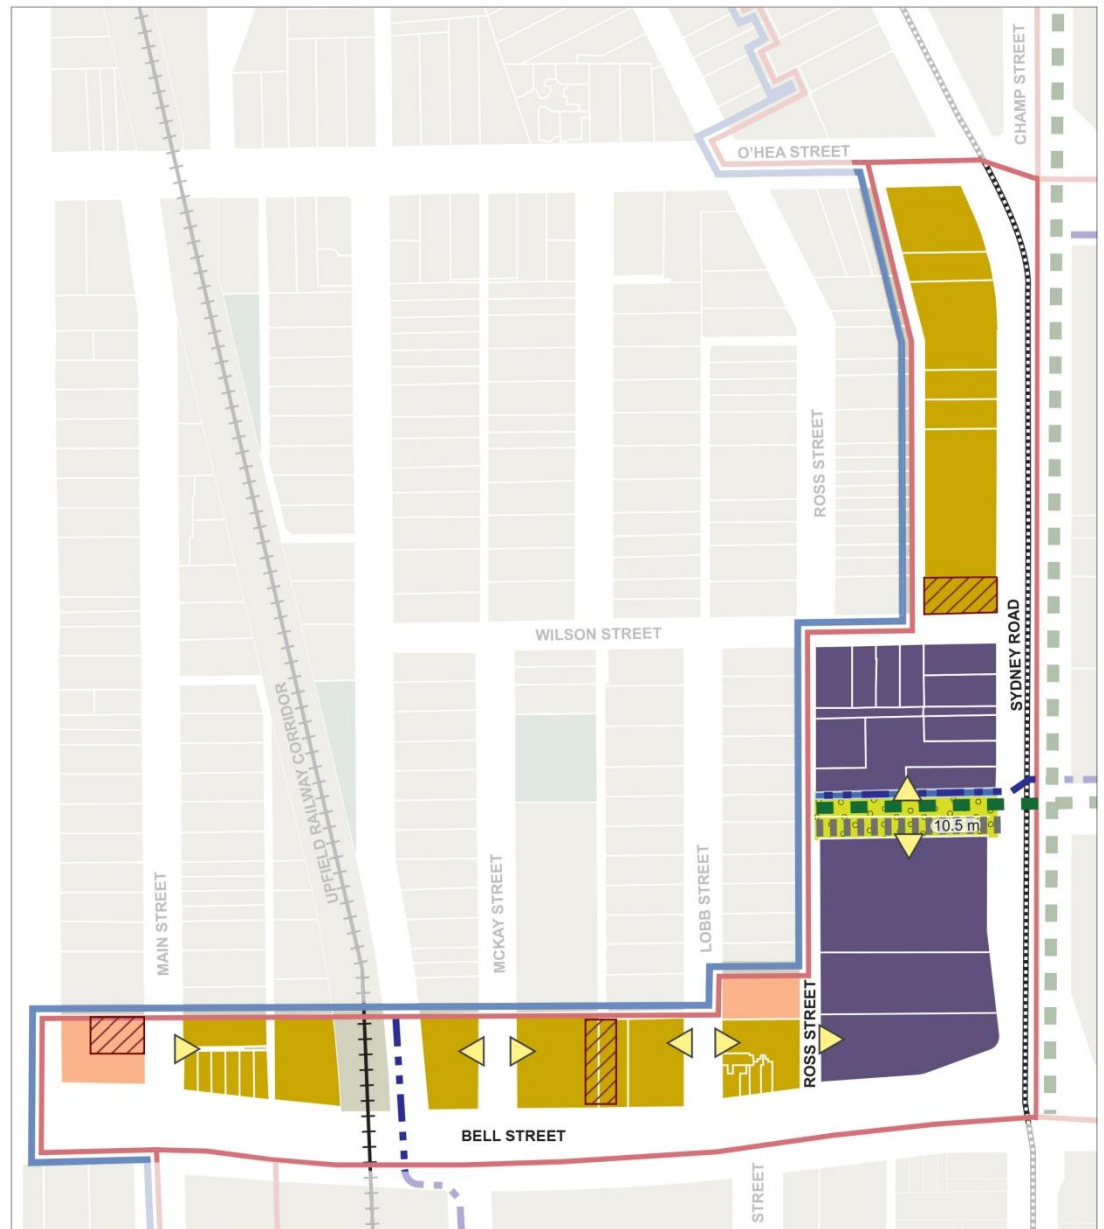 CHAMP STREET
O'HEA STREET
ROSS STREET
SYDNEY ROAD
WILSON STREET
UPFIELD RAILWAY CORRIDOR
10.5 m
MAIN STREET
MCKAY STREET
LOBB STREET
ROSS STREET
BELL STREET
STREET